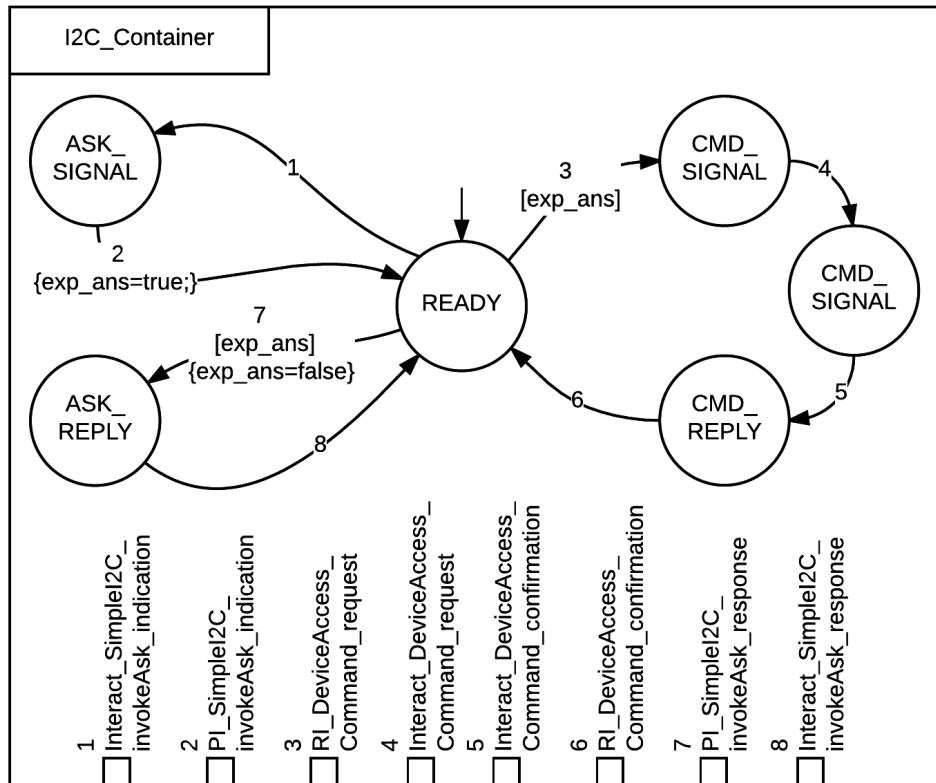 I2C_Container
ASK_
SIGNAL
1
3
[exp_ans]
CMD_
SIGNAL
4
2
{exp_ans=true;}
READY
CMD_
SIGNAL
7
[exp_ans]
{exp_ans=false}
ASK_
REPLY
8
6
CMD_
REPLY
5
1
Interact_SimpleI2C_
invokeAsk_indication
2
PI_SimpleI2C_
invokeAsk_indication
3
RI_DeviceAccess_
Command_request
4
Interact_DeviceAccess_
Command_request
5
Interact_DeviceAccess_
Command_confirmation
6
RI_DeviceAccess_
Command_confirmation
7
PI_SimpleI2C_
invokeAsk_response
8
Interact_SimpleI2C_
invokeAsk_response